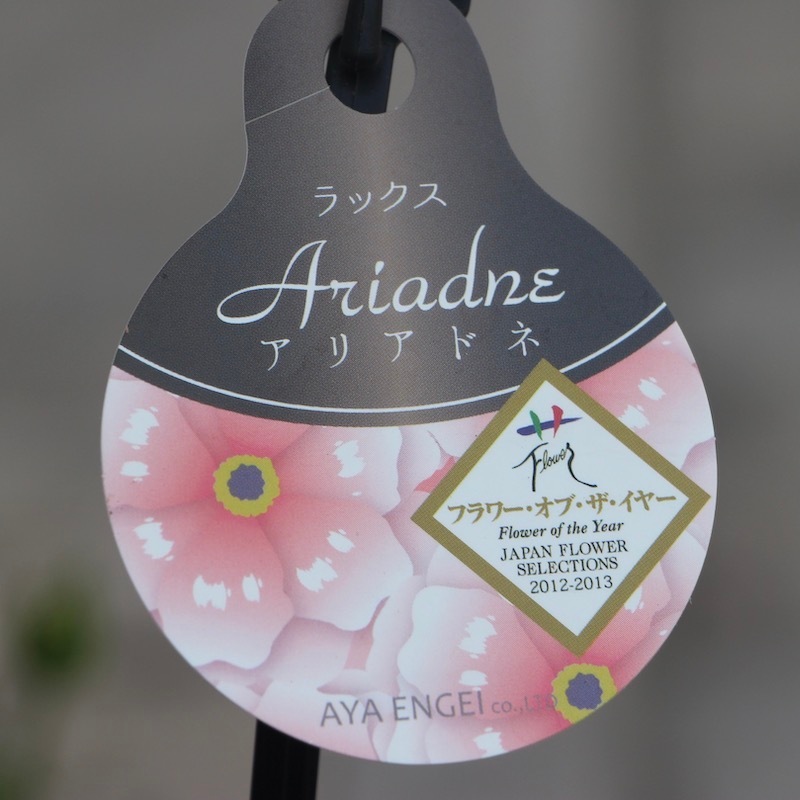 ラックス
Ariadne
アリアドネ
Flower
フラワー・オブ・ザ・イヤー
Flower of the Year
JAPAN FLOWER
SELECTIONS
2012-2013
AYA ENGEI CO.,LTD